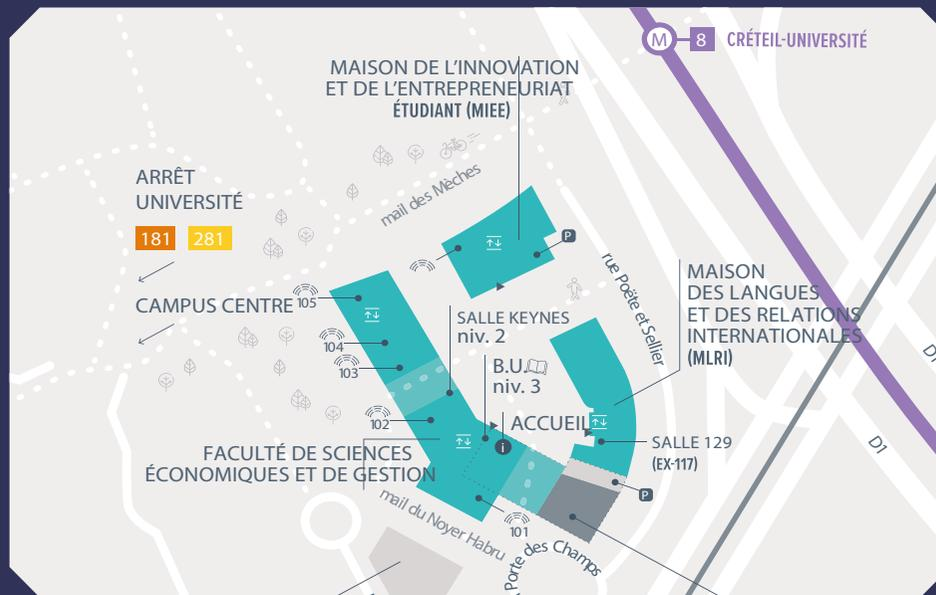 M 8 CRÉTEIL-UNIVERSITÉ
MAISON DE L'INNOVATION
ET DE L'ENTREPRENEURIAT
ÉTUDIANT (MIEE)
ARRÊT
UNIVERSITÉ
181 281
mail des Mèches
P
rue Poëte et Sellier
CAMPUS CENTRE
105
MAISON
DES LANGUES
ET DES RELATIONS
INTERNATIONALES
(MLRI)
SALLE KEYNES
niv. 2
104
103
B.U.
niv. 3
102
ACCUEIL
i
SALLE 129
(EX-117)
D1
D1
FACULTÉ DE SCIENCES
ÉCONOMIQUES ET DE GESTION
P
mail du Noyer Habru
101
Porte des Champs